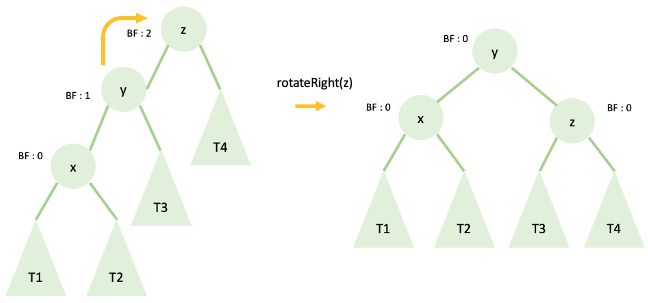 BF : 2
z
BF : 1
y
BF : 0
x
T4
T3
T1
T2
rotateRight(z)
BF : 0
y
BF : 0
x
z
BF : 0
T1
T2
T3
T4